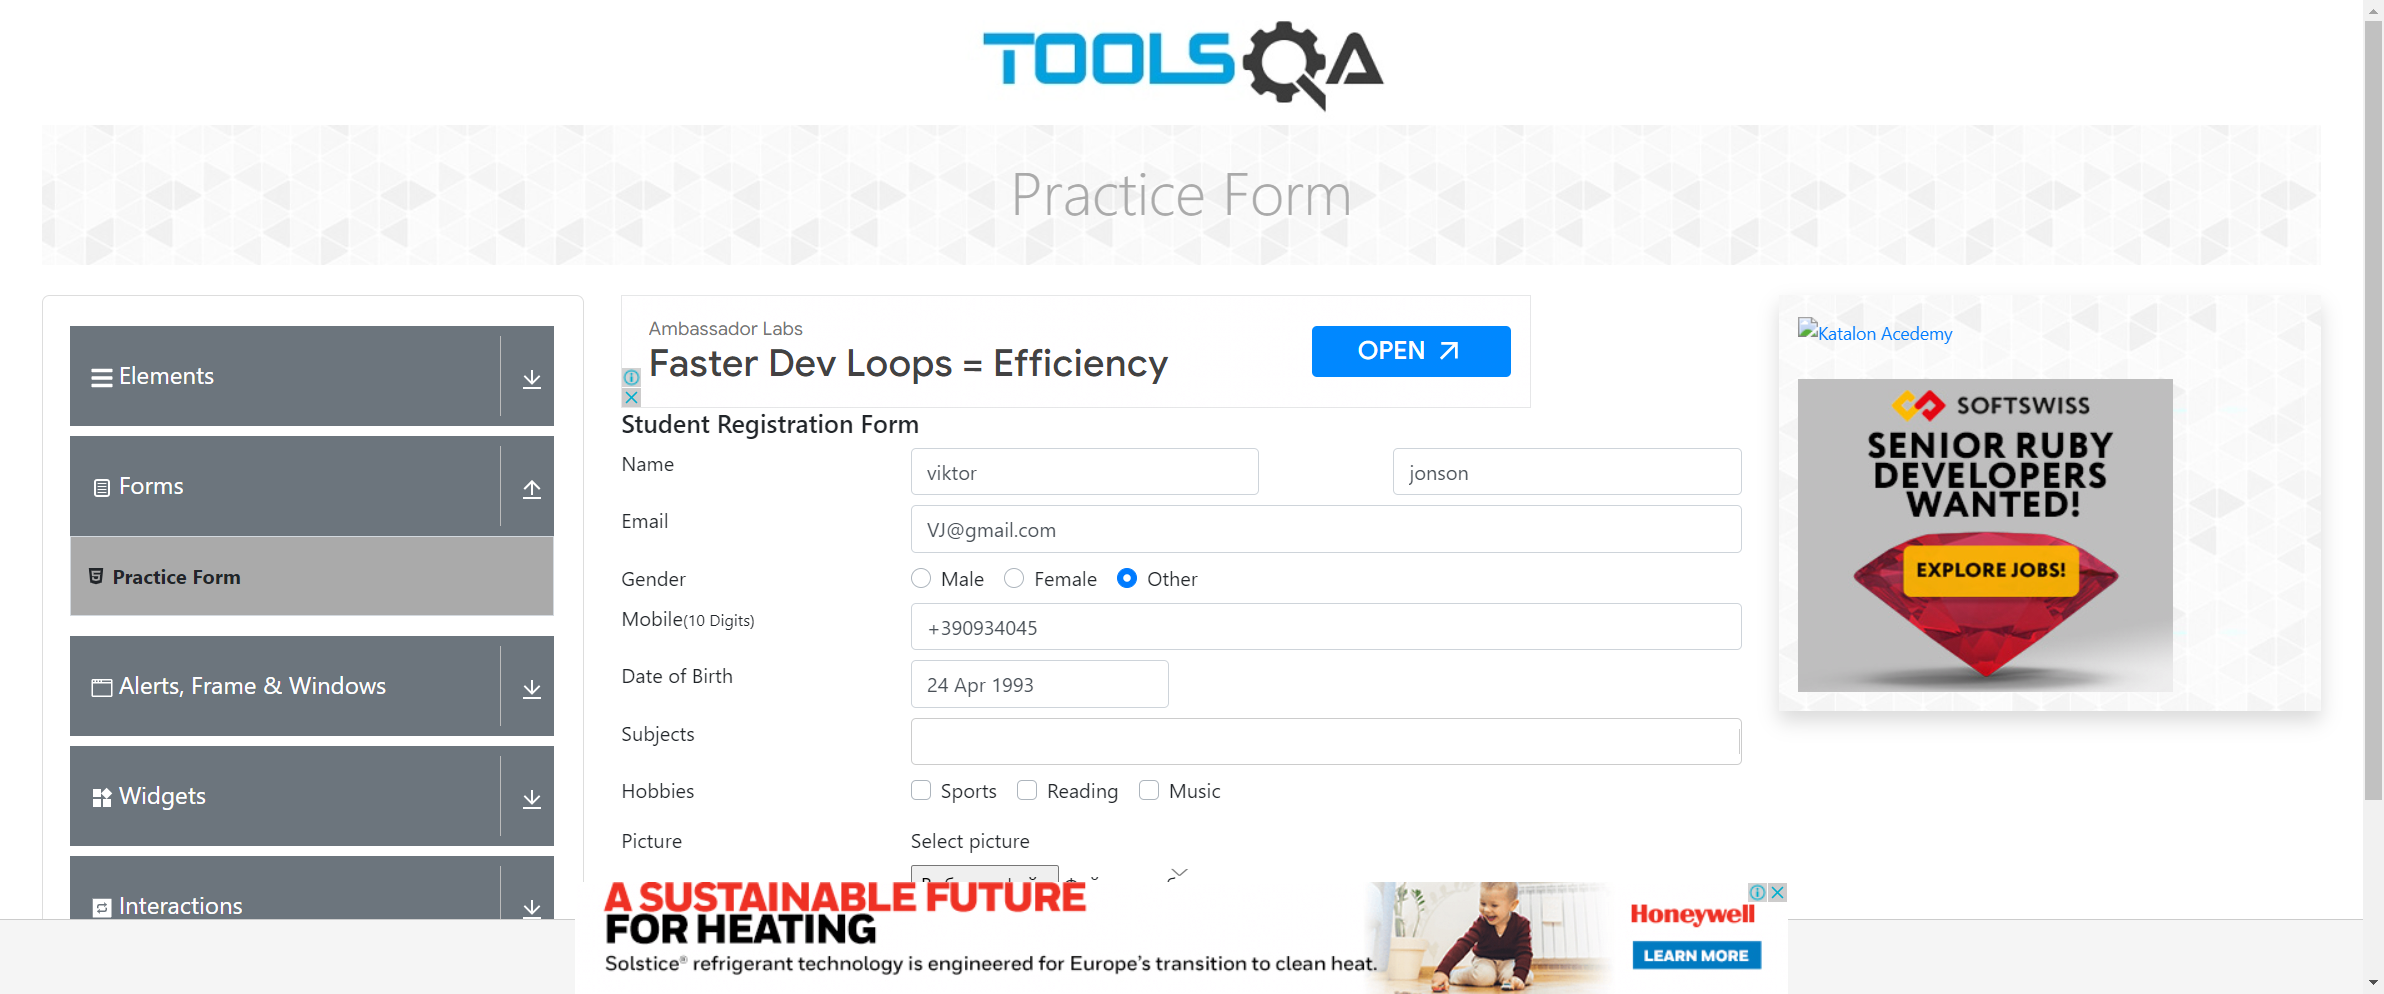 TOOLSQA
Practice Form
Elements
Forms
Practice Form
Alerts, Frame & Windows
Widgets
Interactions
Ambassador Labs
Faster Dev Loops = Efficiency
OPEN
Student Registration Form
Name
viktor
jonson
Email
VJ@gmail.com
Gender
Male
Female
Other
Mobile(10 Digits)
+390934045
Date of Birth
24 Apr 1993
Subjects
Hobbies
Sports
Reading
Music
Picture
Select picture
Katalon Acedemy
SOFTSWISS
SENIOR RUBY
DEVELOPERS
WANTED!
EXPLORE JOBS!
A SUSTAINABLE FUTURE
FOR HEATING
Solstice® refrigerant technology is engineered for Europe's transition to clean heat.
Honeywell
LEARN MORE